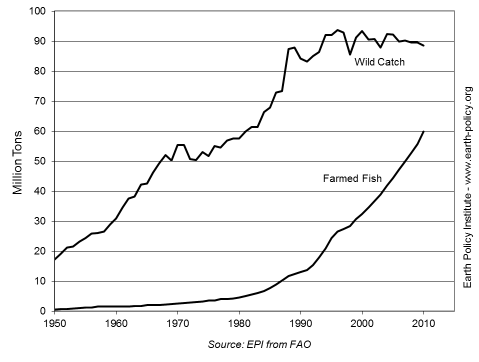 100
90
80
70
60
50
40
30
20
10
0
Million Tons
Wild Catch
Farmed Fish
1950 1960 1970 1980 1990 2000 2010
Earth Policy Institute - www.earth-policy.org
Source: EPI from FAO